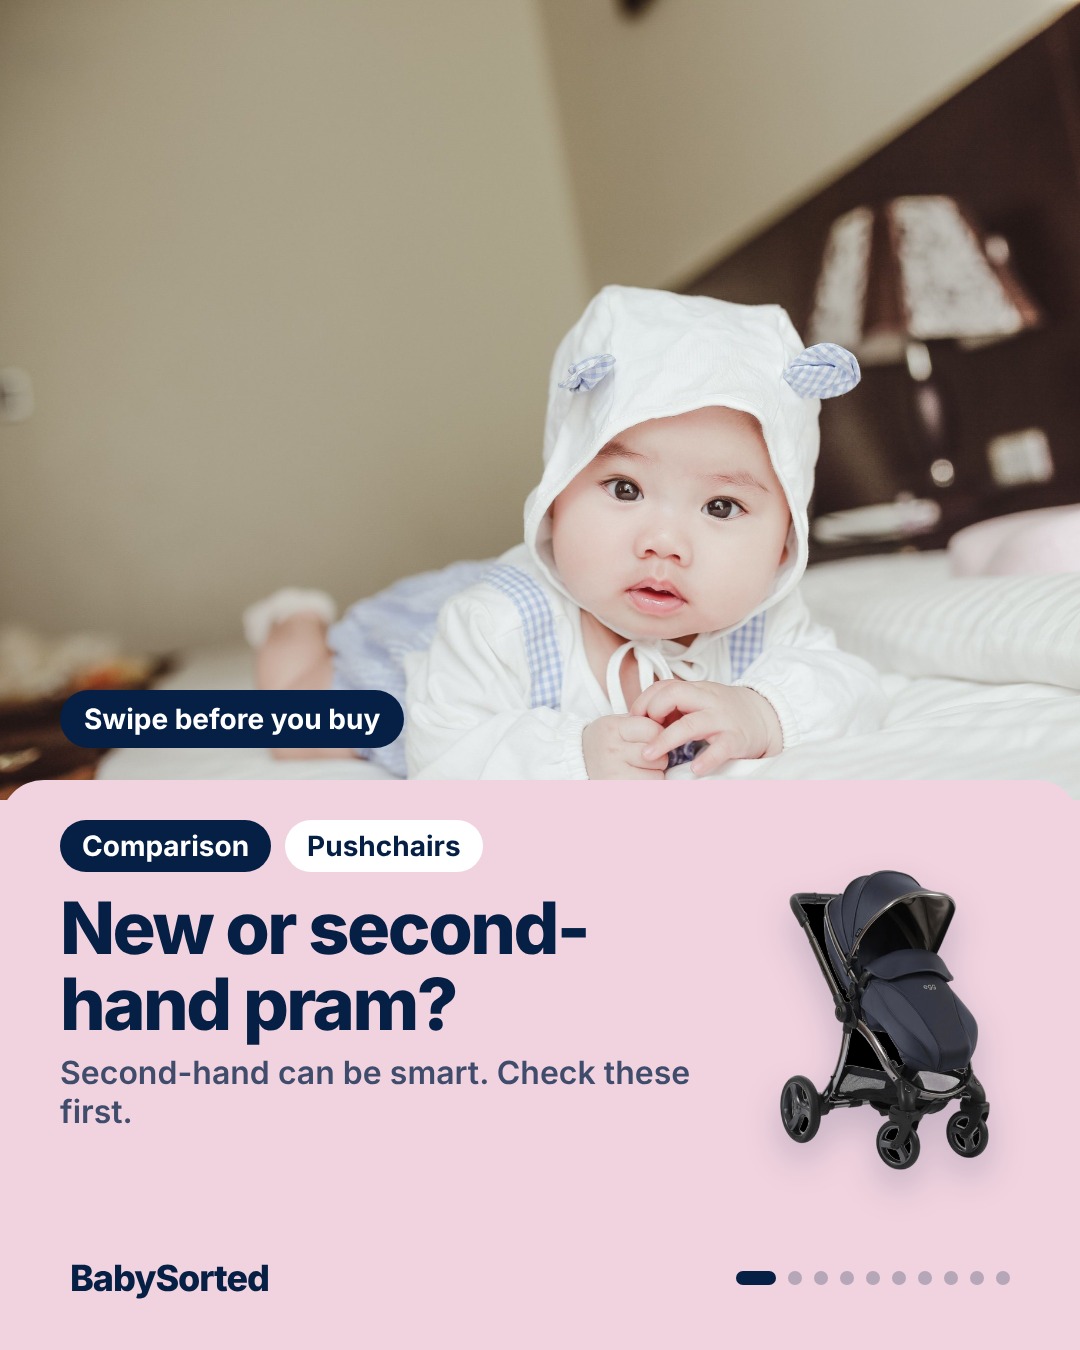 Swipe before you buy
Comparison
Pushchairs
New or second-
hand pram?
Second-hand can be smart. Check these
first.
egg
BabySorted